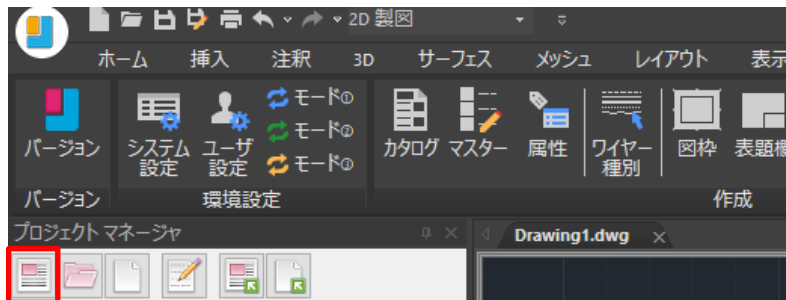 2D 製図
ホーム 挿入 注釈 3D サーフェス メッシュ レイアウト 表示
バージョン システム設定 ユーザ設定 モード① モード② モード③ カタログ マスター 属性 ワイヤー種別 図枠 表題欄
バージョン 環境設定 作成
プロジェクト マネージャ Drawing1.dwg